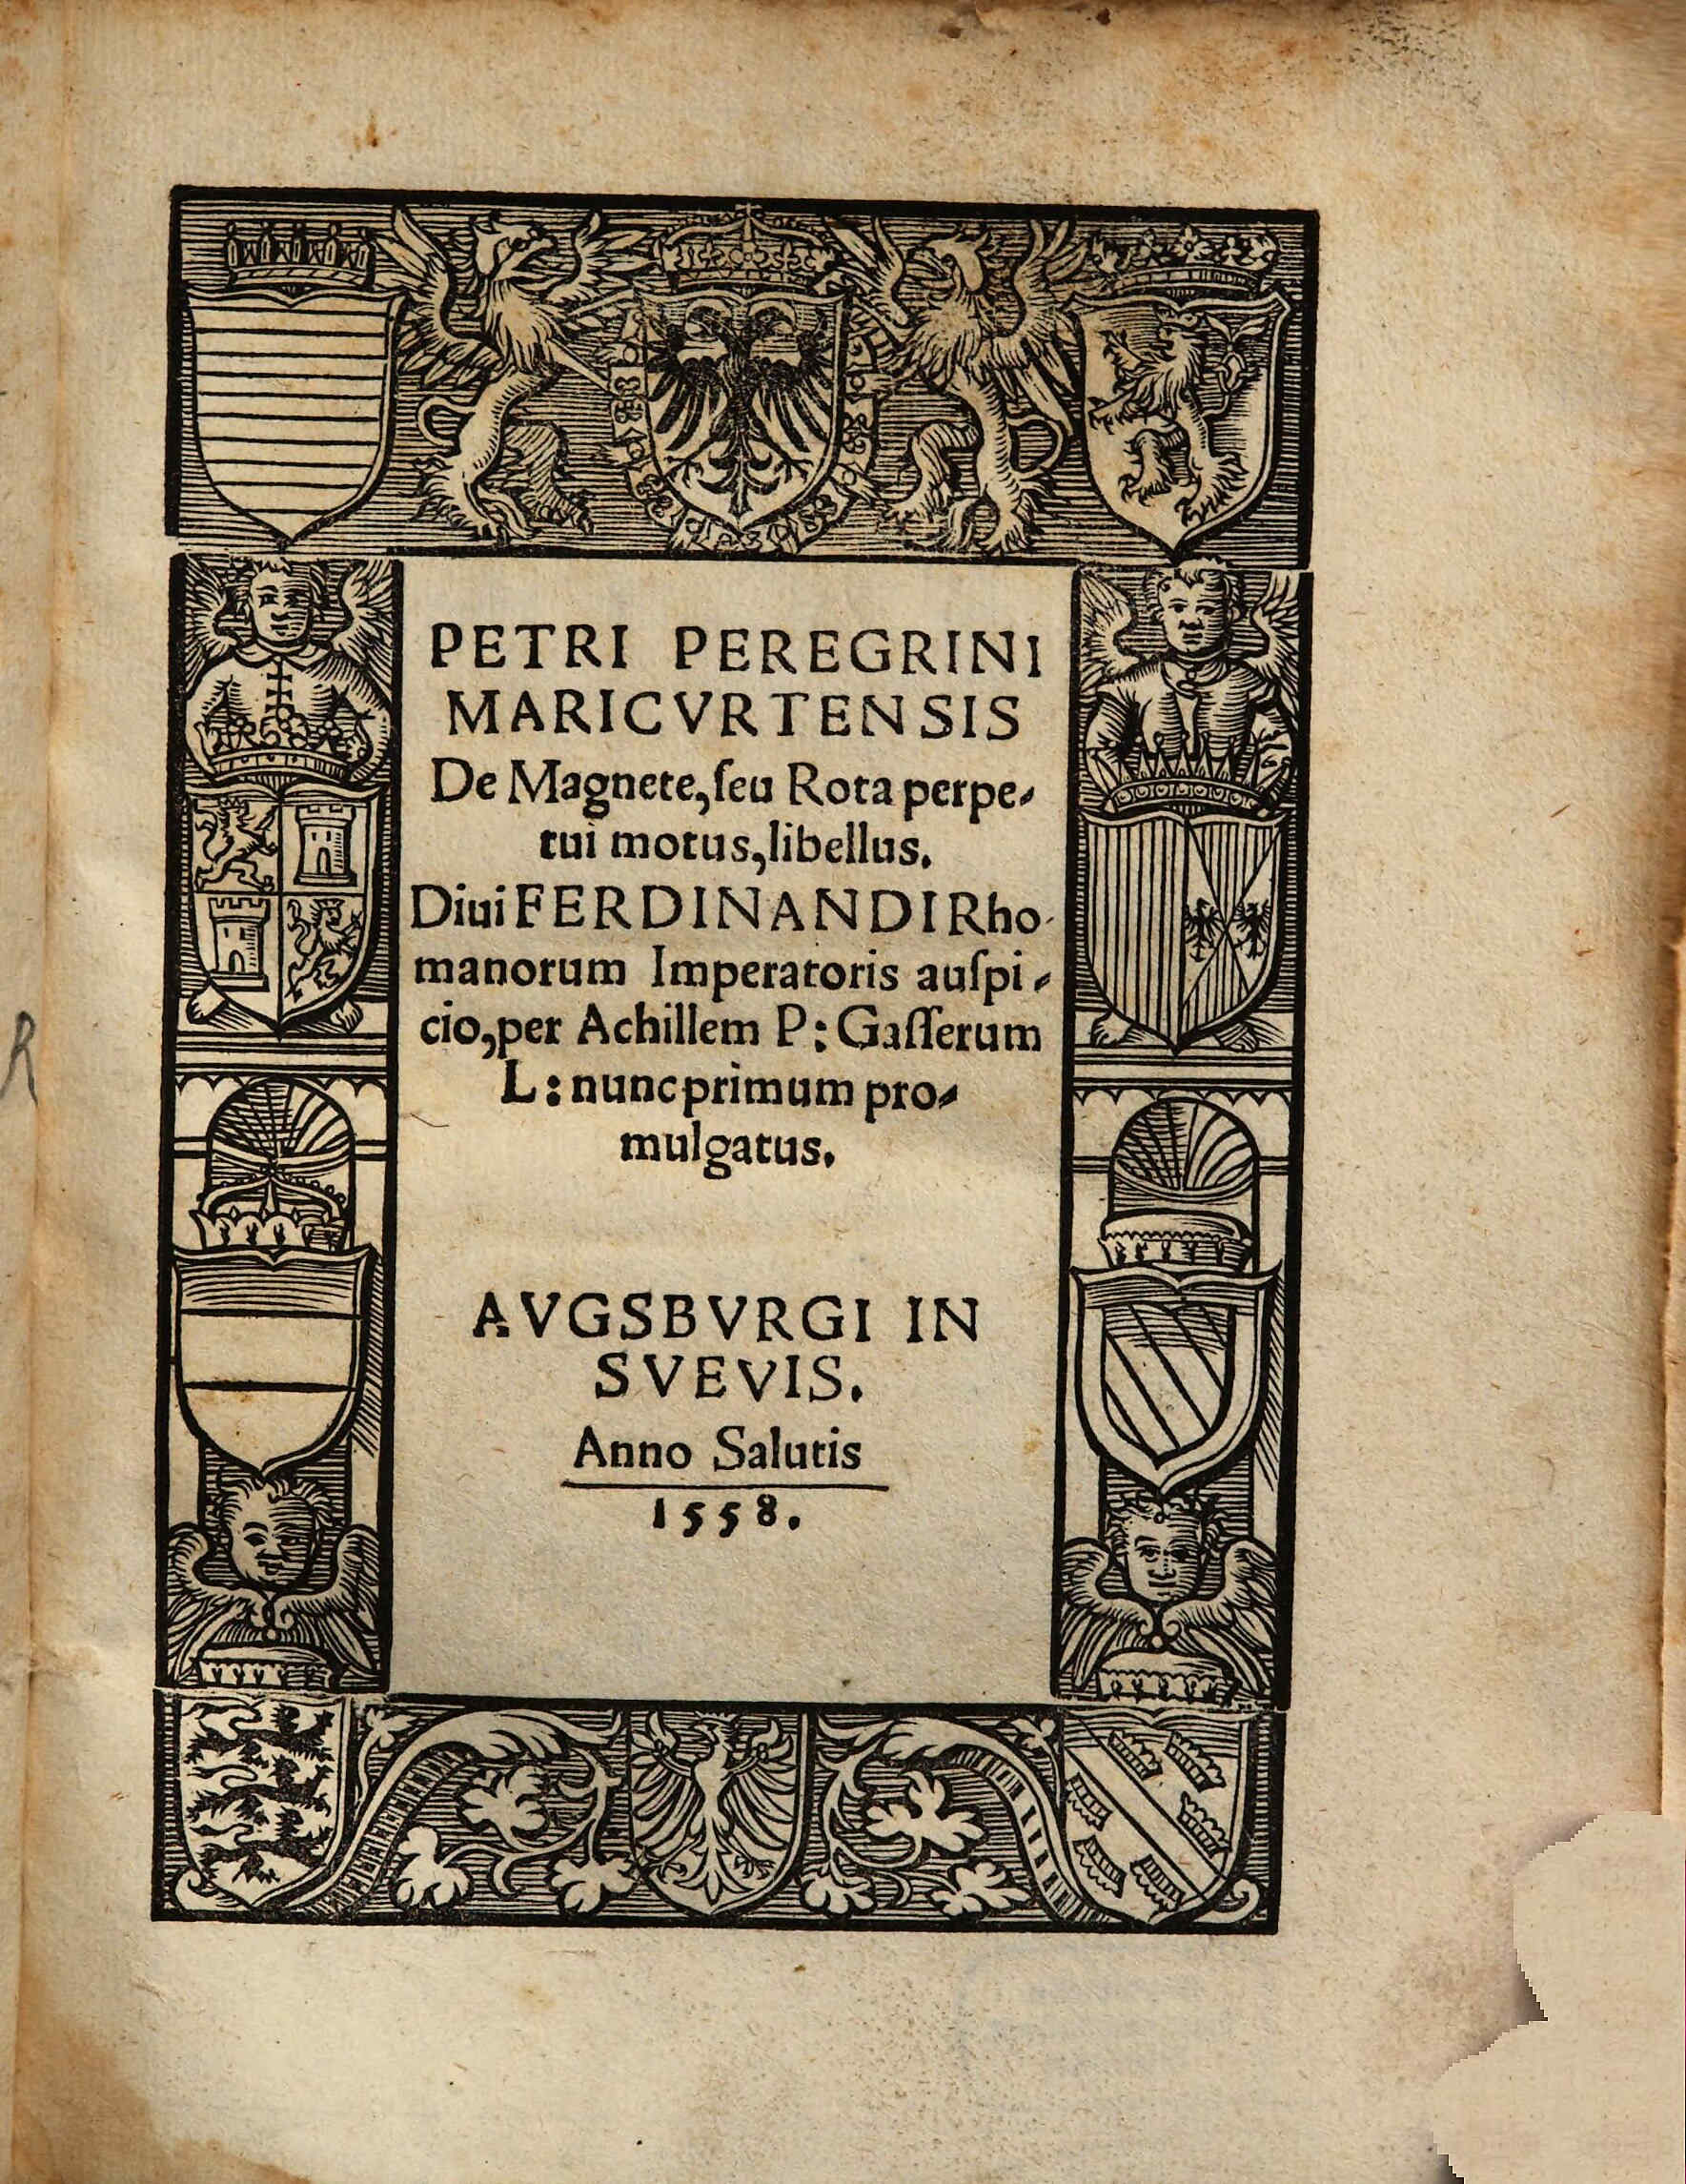 PETRI PEREGRINI
MARICVRTENSIS
De Magnete, ſeu Rota perpe-
tui motus, libellus.
Diui FERDINANDI Rho-
manorum Imperatoris auſpi-
cio, per Achillem P: Gaſſerum
L: nunc primum pro-
mulgatus.
AVGSBVRGI IN
SVEVIS.
Anno Salutis
1558.
R